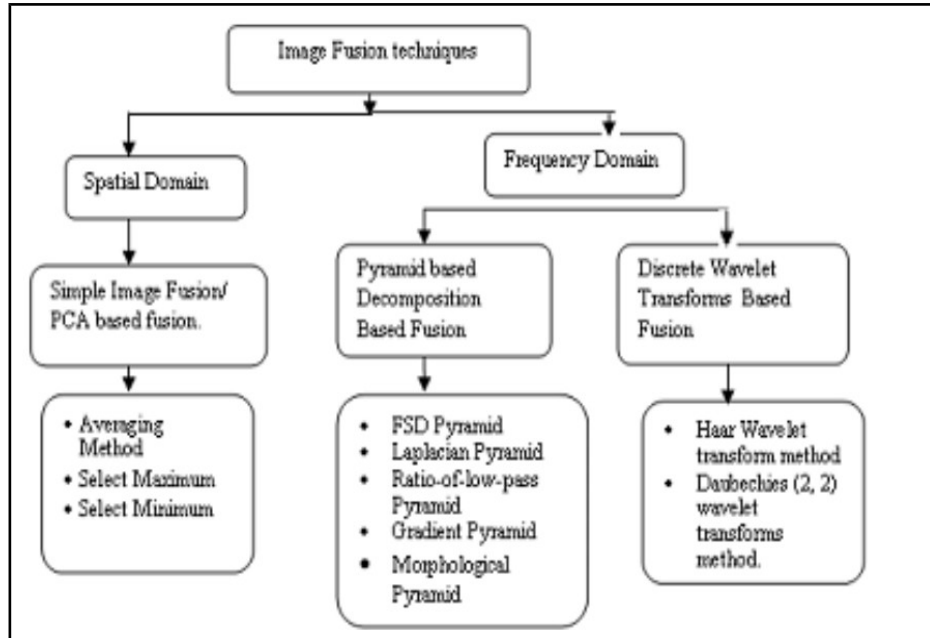 Image Fusion techniques
Spatial Domain
Frequency Domain
Simple Image Fusion/
PCA based fusion.
Pyramid based
Decomposition
Based Fusion
Discrete Wavelet
Transforms Based
Fusion
• Averaging
Method
• Select Maximum
• Select Minimum
• FSD Pyramid
• Laplacian Pyramid
• Ratio-of-low-pass
Pyramid
• Gradient Pyramid
• Morphological
Pyramid
• Haar Wavelet
transform method
• Daubechies (2, 2)
wavelet
transforms
method.